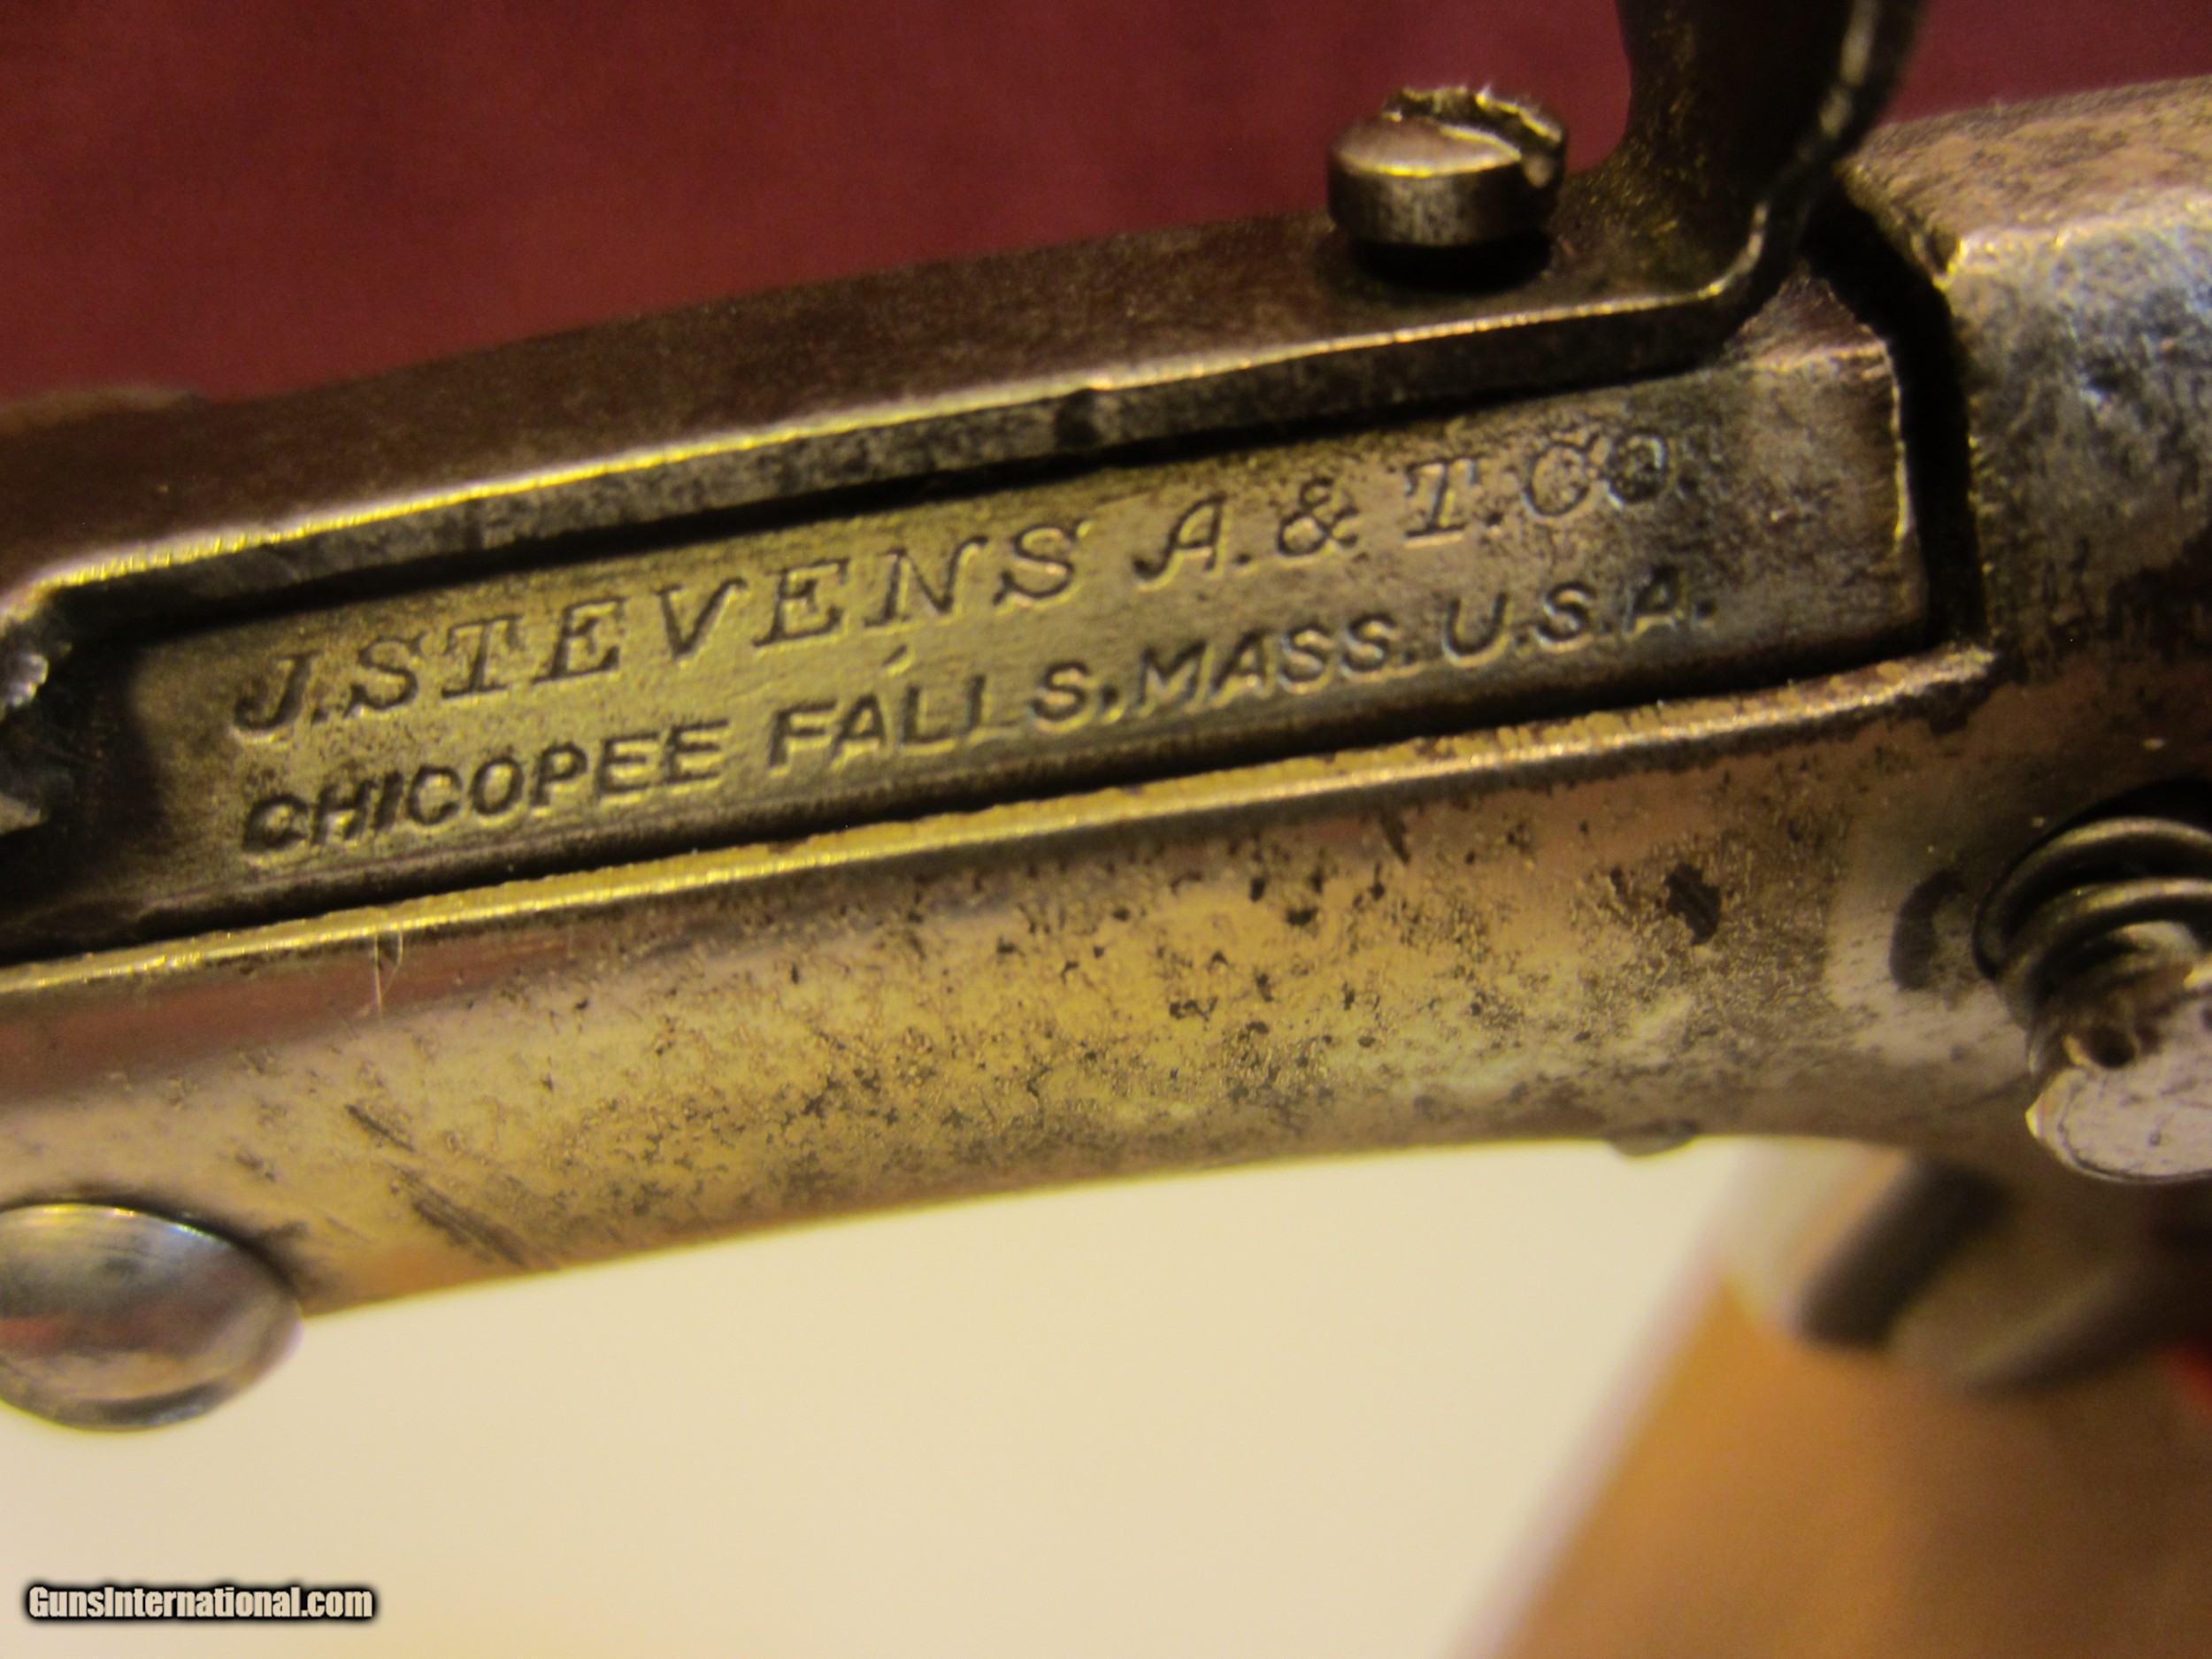 J. STEVENS A. & T. CO
CHICOPEE FALLS, MASS. U.S.A.
GunsInternational.com